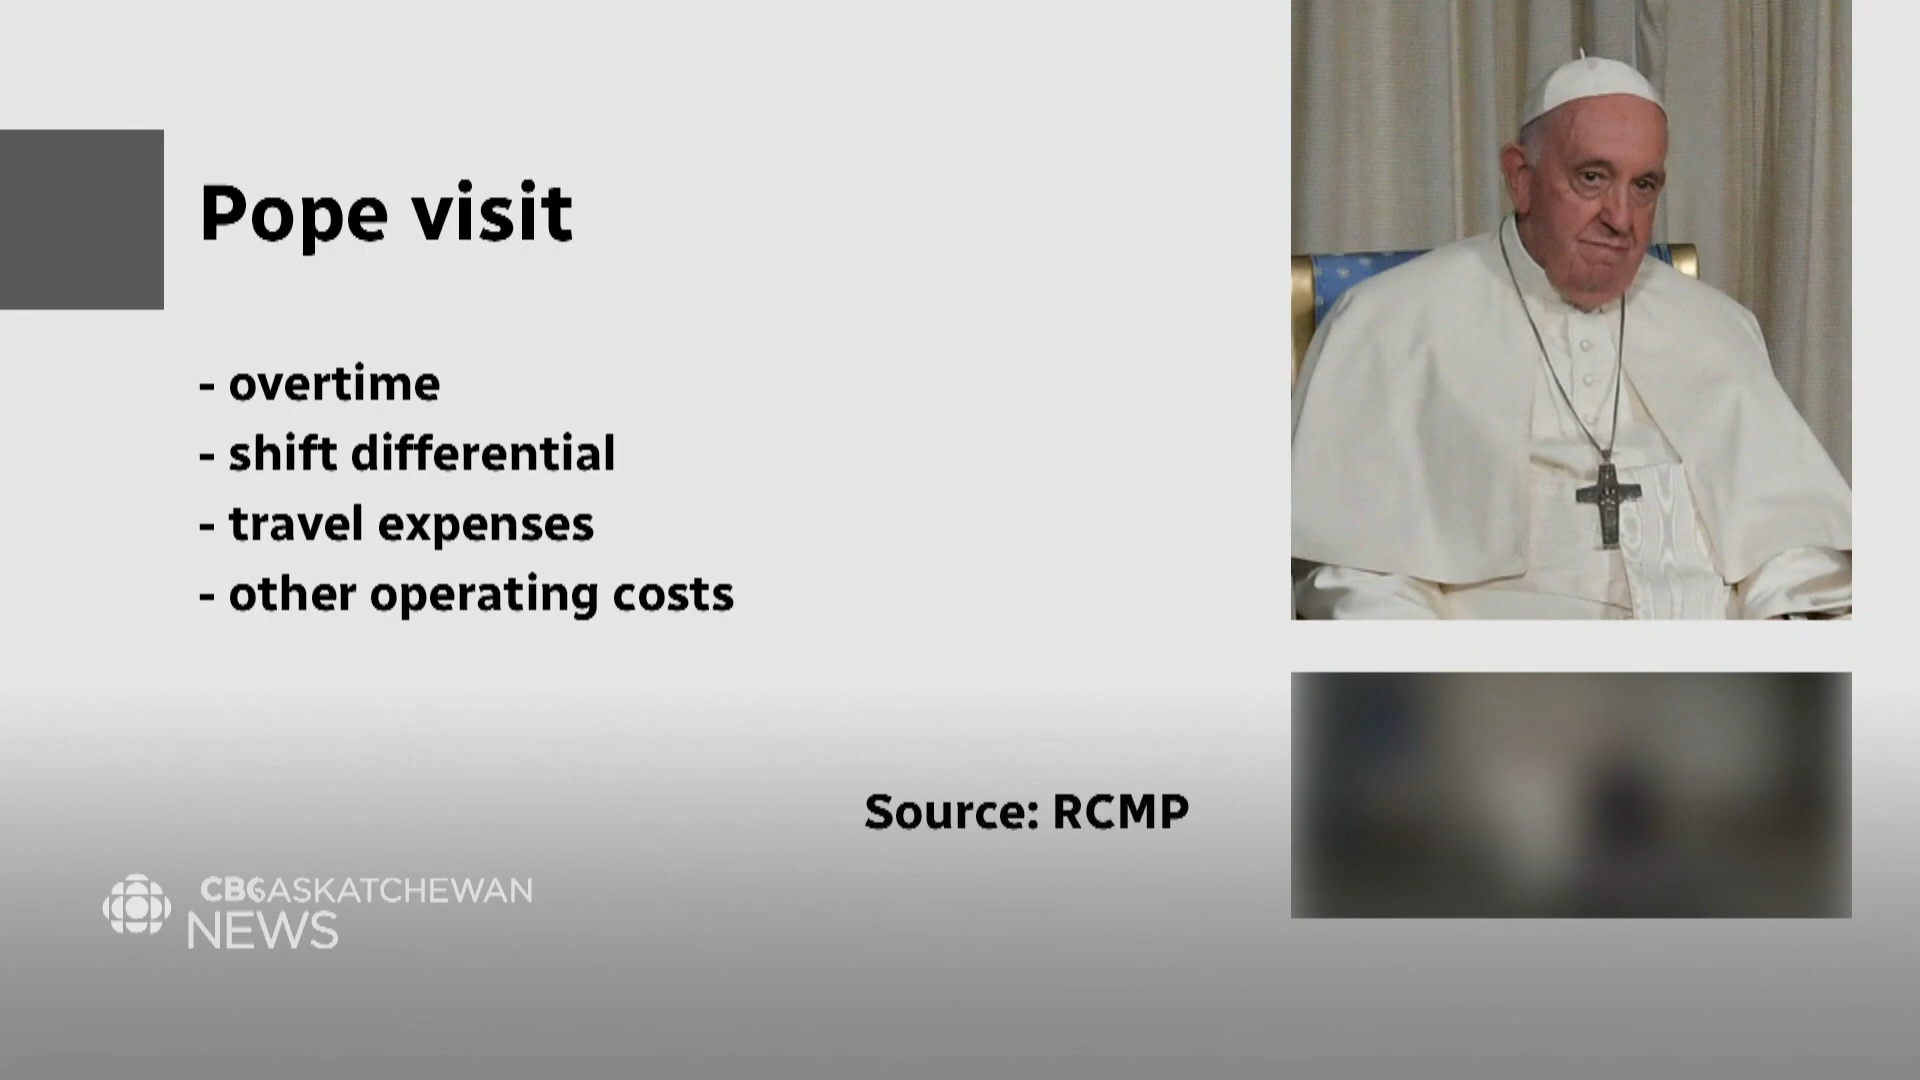 Pope visit
- overtime
- shift differential
- travel expenses
- other operating costs
Source: RCMP
CBC SASKATCHEWAN
NEWS